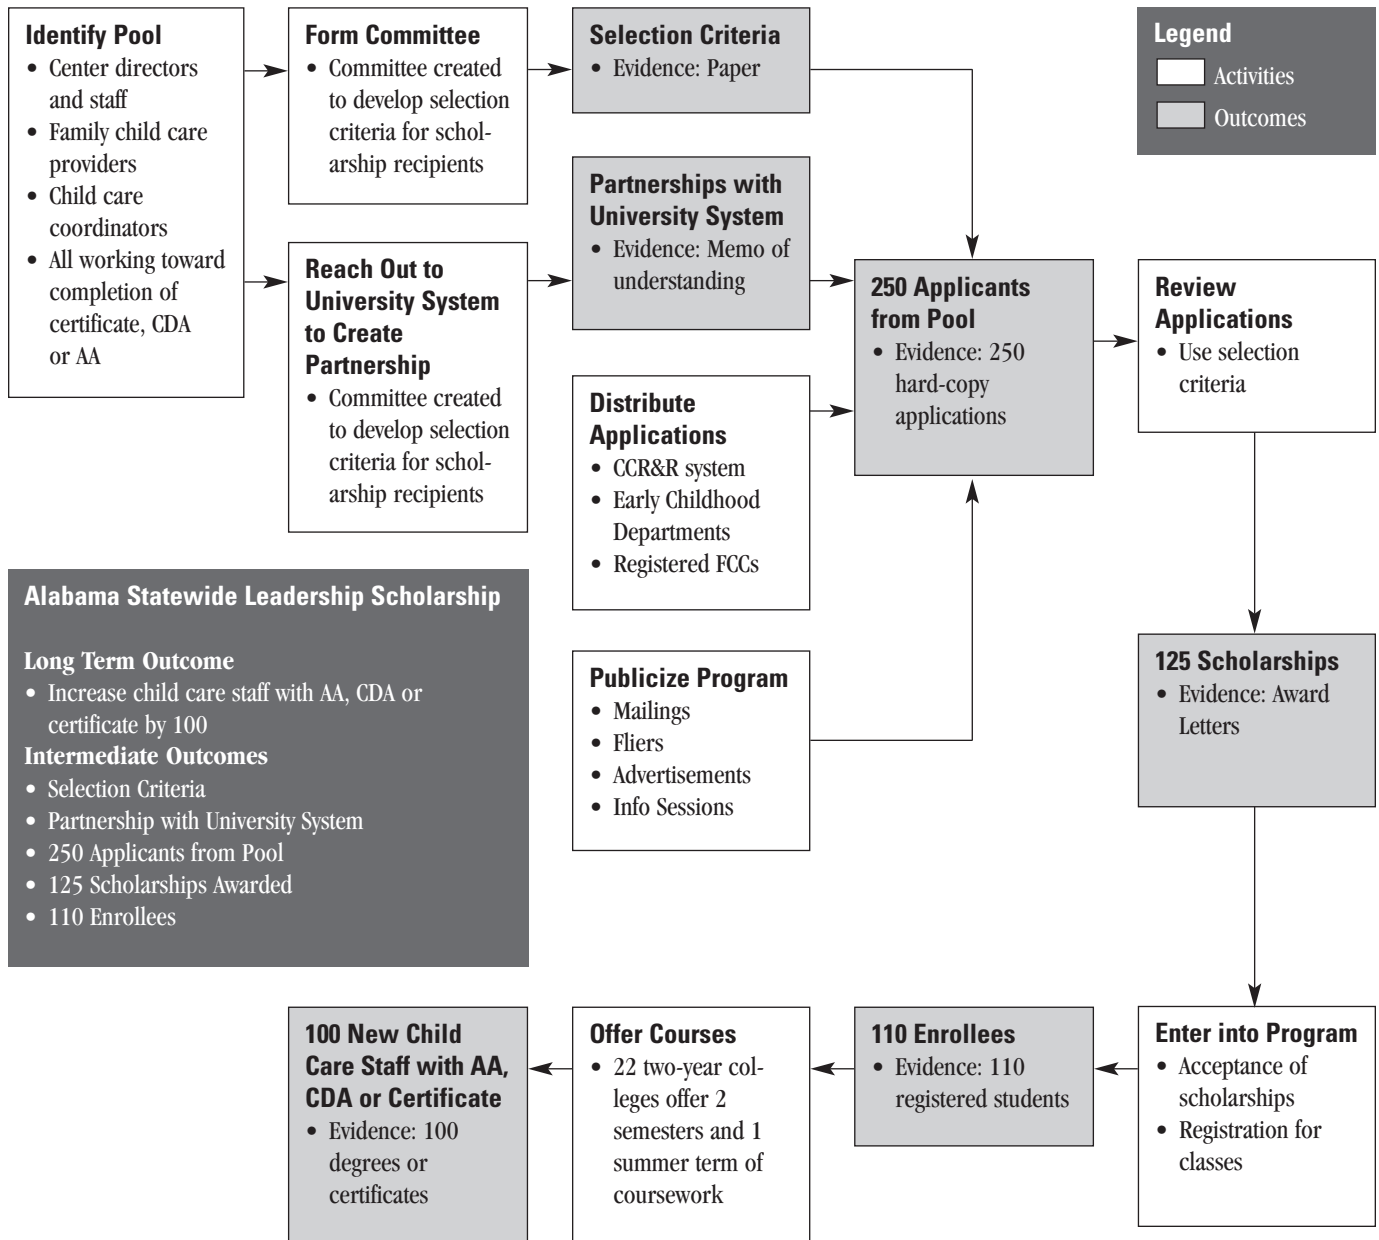 Identify Pool
• Center directors
and staff
• Family child care
providers
• Child care
coordinators
• All working toward
completion of
certificate, CDA
or AA
Form Committee
• Committee created
to develop selection
criteria for schol-
arship recipients
Selection Criteria
• Evidence: Paper
Legend
Activities
Outcomes
Reach Out to
University System
to Create
Partnership
• Committee created
to develop selection
criteria for schol-
arship recipients
Partnerships with
University System
• Evidence: Memo of
understanding
Distribute
Applications
• CCR&R system
• Early Childhood
Departments
• Registered FCCs
250 Applicants
from Pool
• Evidence: 250
hard-copy
applications
Review
Applications
• Use selection
criteria
Alabama Statewide Leadership Scholarship
Long Term Outcome
• Increase child care staff with AA, CDA or
certificate by 100
Intermediate Outcomes
• Selection Criteria
• Partnership with University System
• 250 Applicants from Pool
• 125 Scholarships Awarded
• 110 Enrollees
Publicize Program
• Mailings
• Fliers
• Advertisements
• Info Sessions
125 Scholarships
• Evidence: Award
Letters
100 New Child
Care Staff with AA,
CDA or Certificate
• Evidence: 100
degrees or
certificates
Offer Courses
• 22 two-year col-
leges offer 2
semesters and 1
summer term of
coursework
110 Enrollees
• Evidence: 110
registered students
Enter into Program
• Acceptance of
scholarships
• Registration for
classes